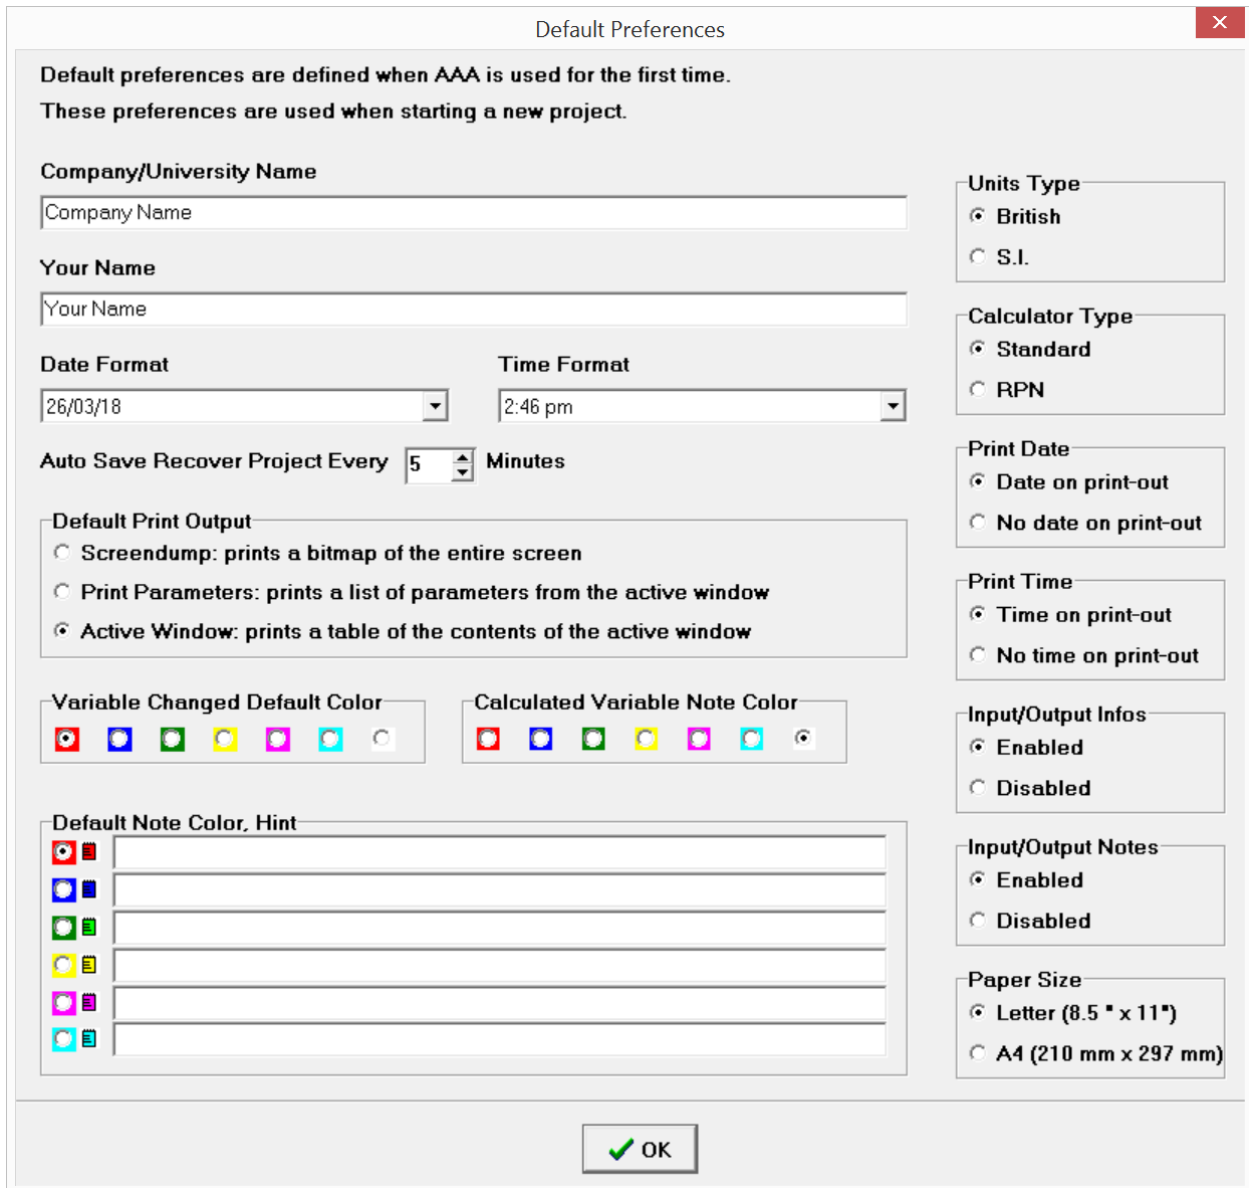 Default Preferences
Default preferences are defined when AAA is used for the first time.
These preferences are used when starting a new project.
Company/University Name
Company Name
Your Name
Your Name
Date Format
Time Format
26/03/18
2:46 pm
Auto Save Recover Project Every 5 Minutes
Default Print Output
Screendump: prints a bitmap of the entire screen
Print Parameters: prints a list of parameters from the active window
Active Window: prints a table of the contents of the active window
Variable Changed Default Color
Calculated Variable Note Color
Default Note Color, Hint
Units Type
British
S.I.
Calculator Type
Standard
RPN
Print Date
Date on print-out
No date on print-out
Print Time
Time on print-out
No time on print-out
Input/Output Infos
Enabled
Disabled
Input/Output Notes
Enabled
Disabled
Paper Size
Letter (8.5 " x 11")
A4 (210 mm x 297 mm)
OK